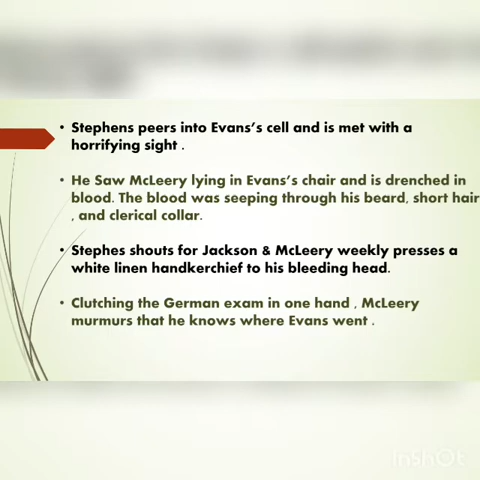 • Stephens peers into Evans's cell and is met with a
horrifying sight .
• He Saw McLeery lying in Evans's chair and is drenched in
blood. The blood was seeping through his beard, short hair
, and clerical collar.
• Stephes shouts for Jackson & McLeery weekly presses a
white linen handkerchief to his bleeding head.
• Clutching the German exam in one hand , McLeery
murmurs that he knows where Evans went .
InShOt